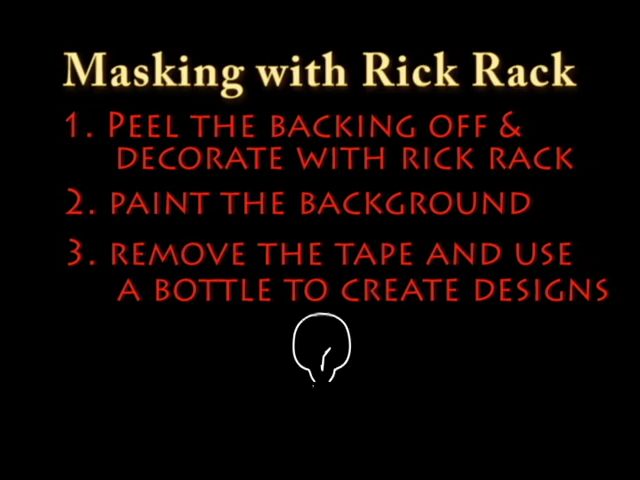 Masking with Rick Rack
1. PEEL THE BACKING OFF &
DECORATE WITH RICK RACK
2. PAINT THE BACKGROUND
3. REMOVE THE TAPE AND USE
A BOTTLE TO CREATE DESIGNS